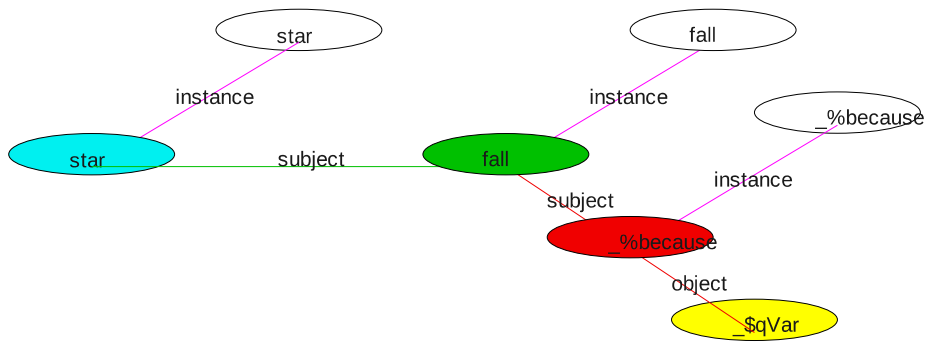 star
fall
instance
instance
_%because
star
subject
fall
instance
subject
_%because
object
_$qVar